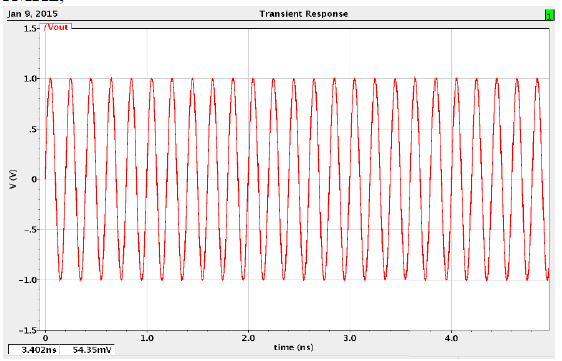 Jan 9, 2015
Transient Response
1
/Vout
1.5
1.0
.5
0
-.5
-1.0
-1.5
V (V)
0 1.0 2.0 3.0 4.0
time (ns)
3.402ns 54.35mV